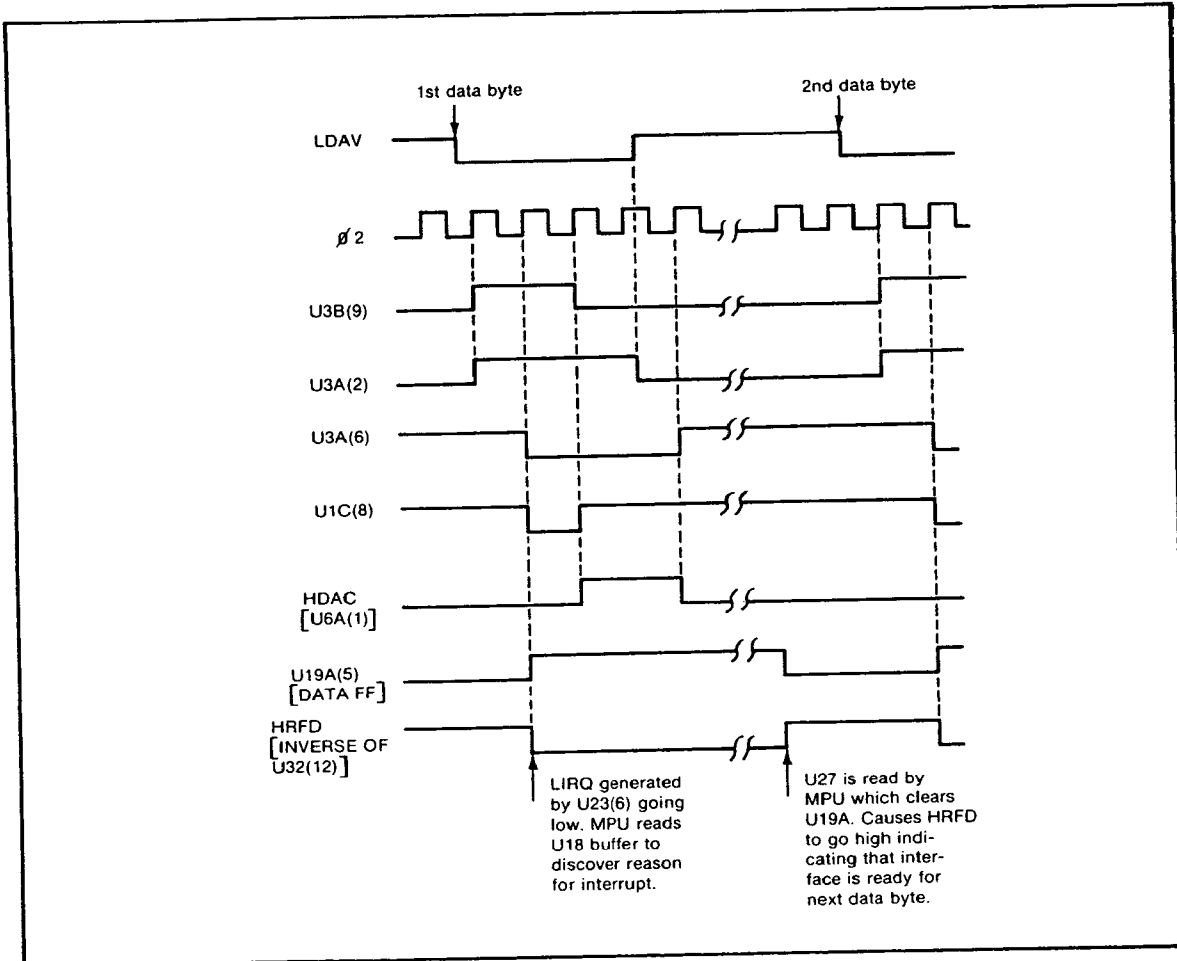 1st data byte
2nd data byte
LDAV
ø 2
U3B(9)
U3A(2)
U3A(6)
U1C(8)
HDAC
[U6A(1)]
U19A(5)
[DATA FF]
HRFD
[INVERSE OF
U32(12)]
LIRQ generated
by U23(6) going
low. MPU reads
U18 buffer to
discover reason
for interrupt.
U27 is read by
MPU which clears
U19A. Causes HRFD
to go high indi-
cating that inter-
face is ready for
next data byte.